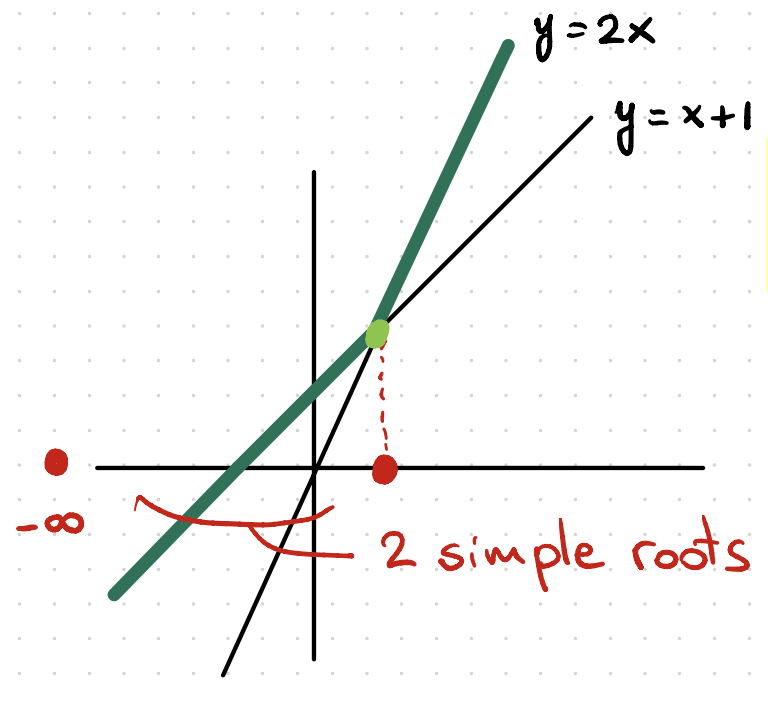 y = 2x
y = x+1
-∞
2 simple roots